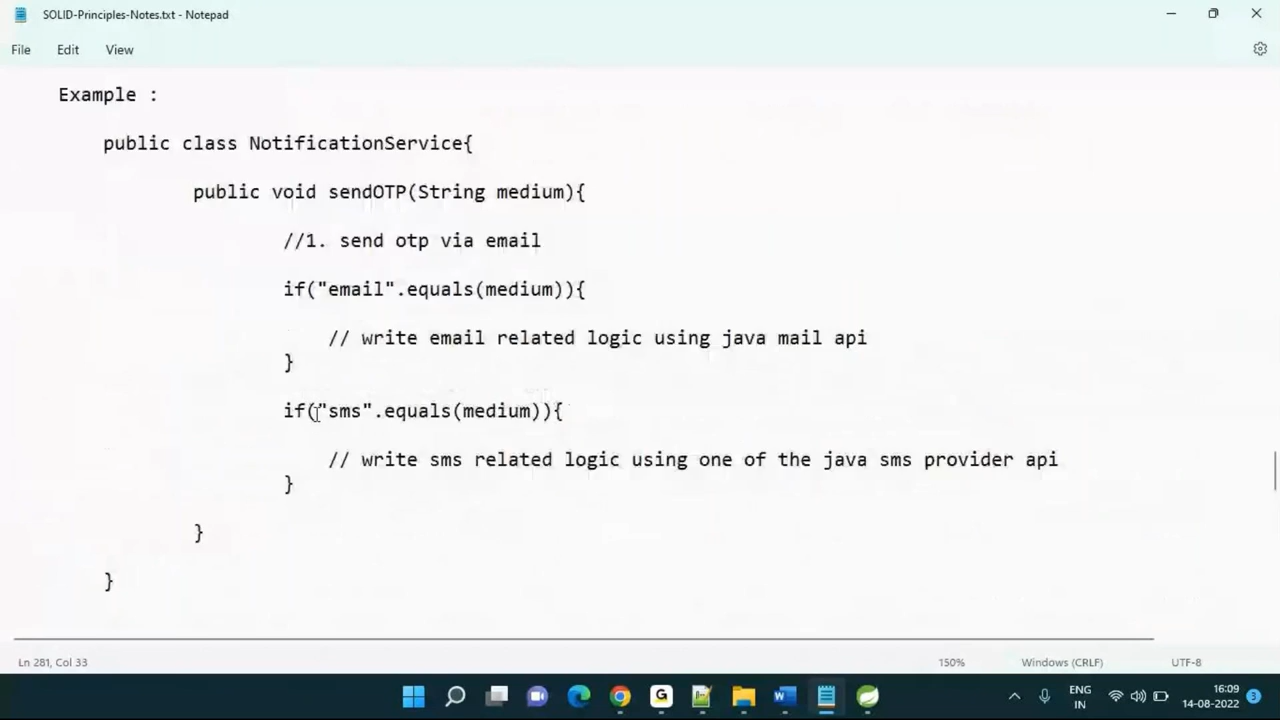 SOLID-Principles-Notes.txt - Notepad
File Edit View
Example :
public class NotificationService{
public void sendOTP(String medium){
//1. send otp via email
if("email".equals(medium)){
// write email related logic using java mail api
}
if("sms".equals(medium)){
// write sms related logic using one of the java sms provider api
}
}
}
Ln 281, Col 33 150% Windows (CRLF) UTF-8
ENG
IN
16:09
14-08-2022
3